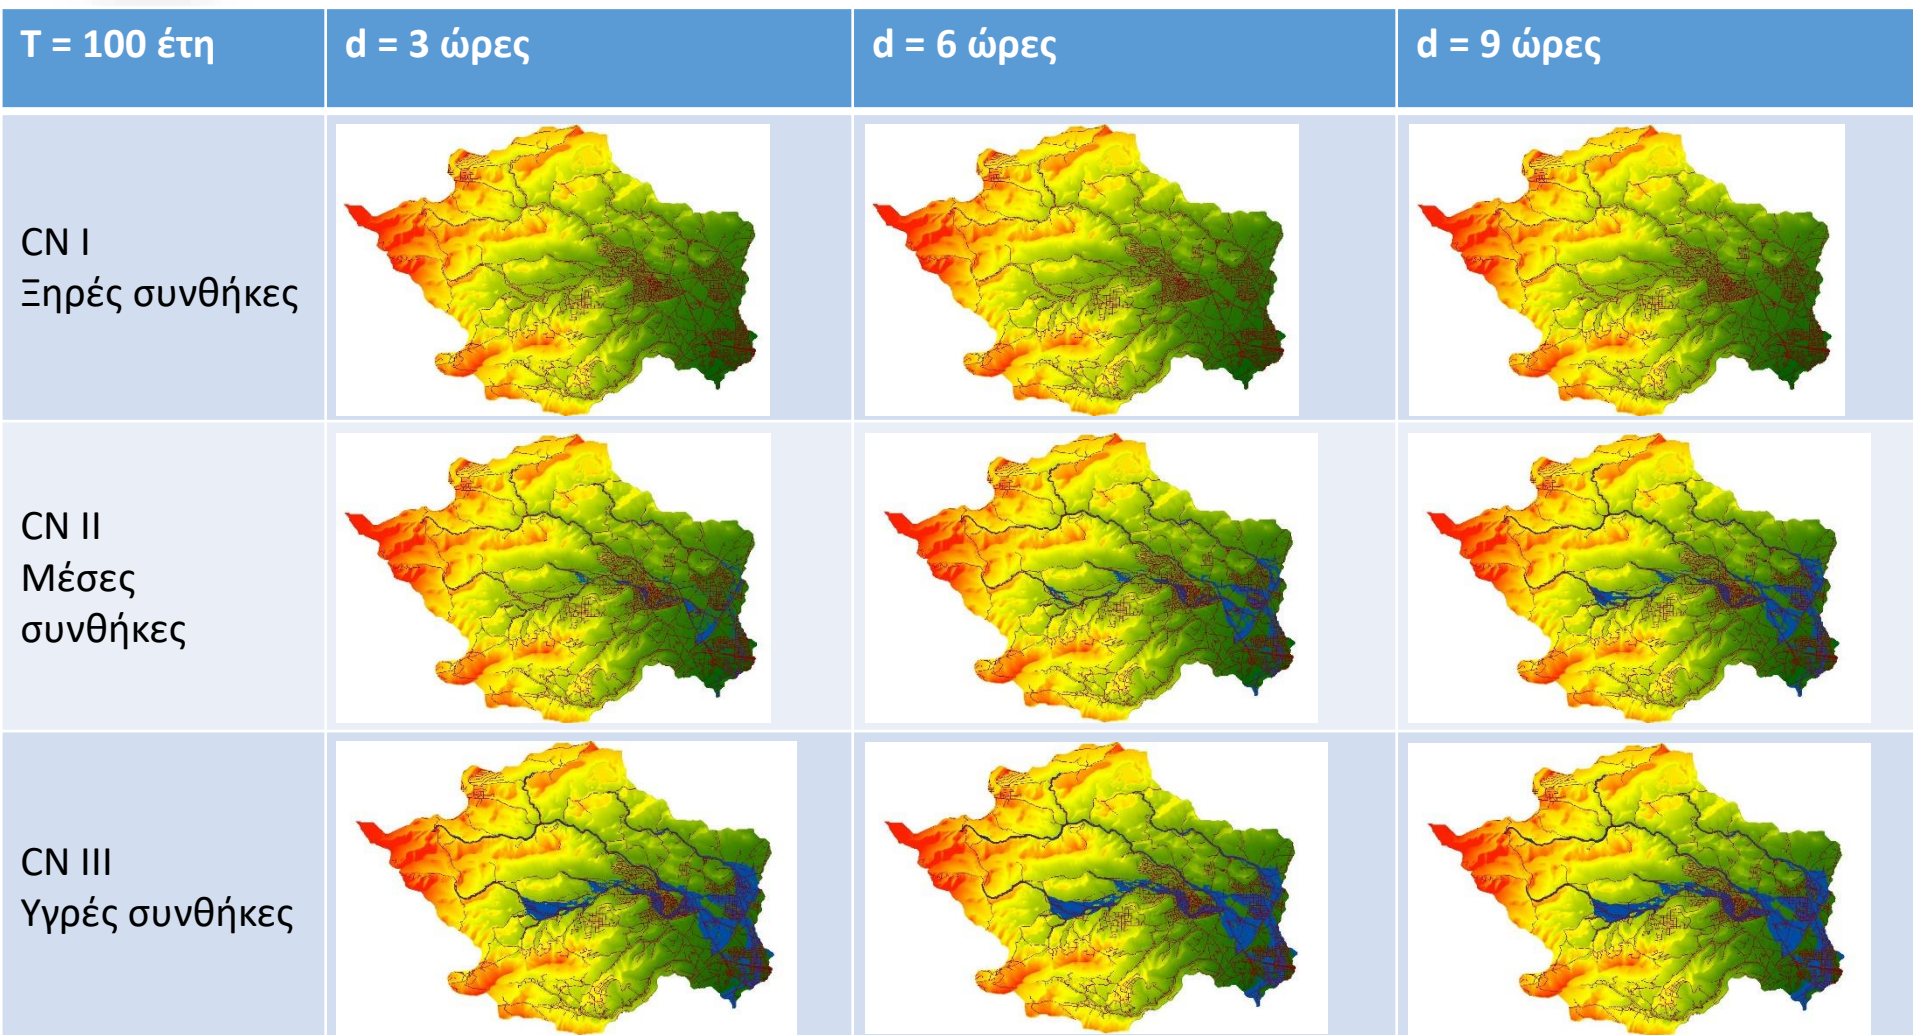 T = 100 έτη
d = 3 ώρες
d = 6 ώρες
d = 9 ώρες
CN I
Ξηρές συνθήκες
CN II
Μέσες
συνθήκες
CN III
Υγρές συνθήκες